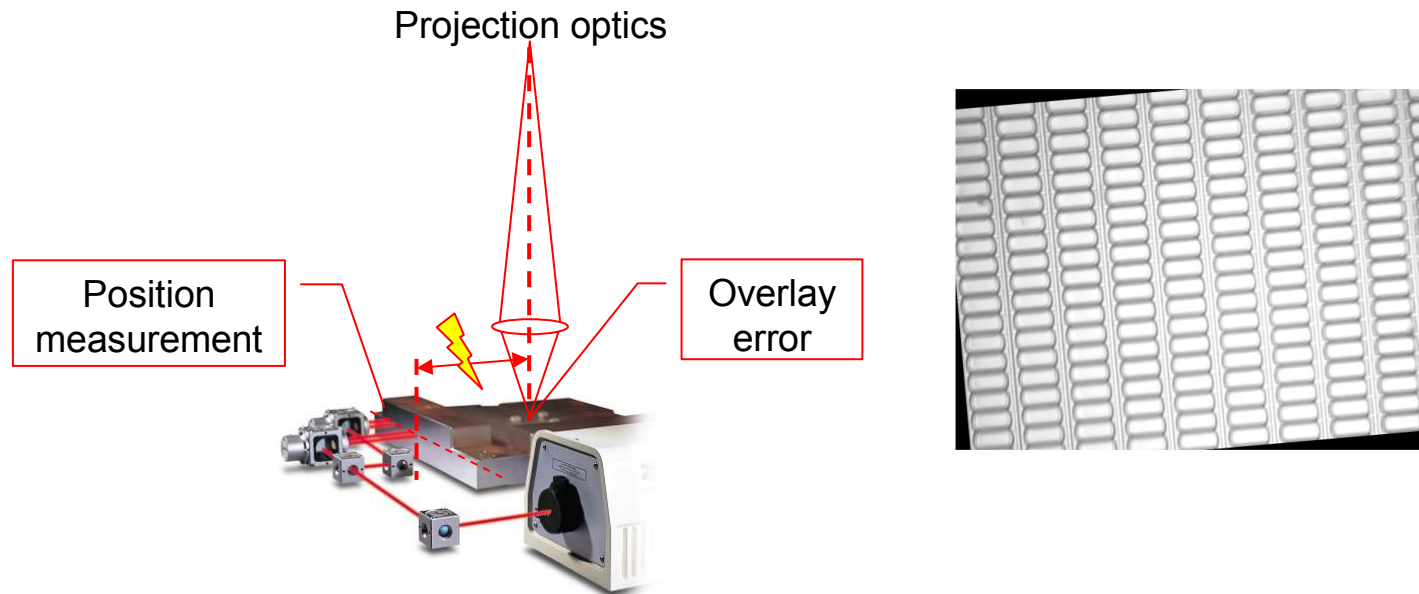 Projection optics
Position
measurement
Overlay
error